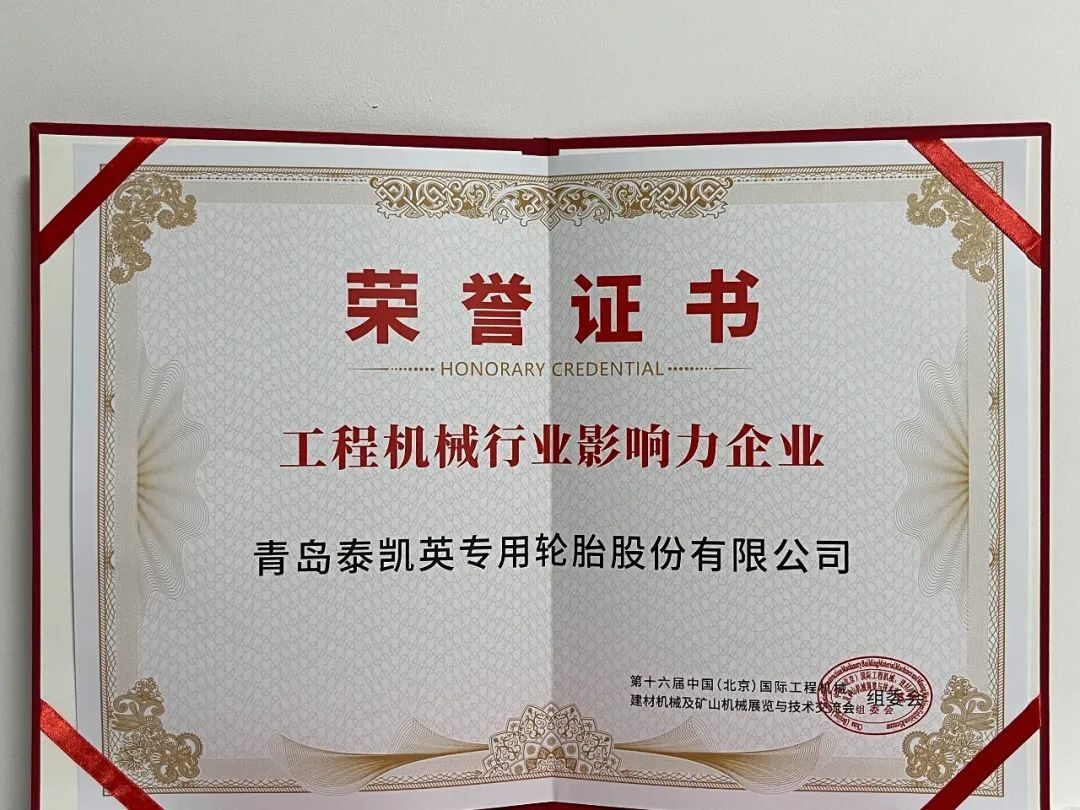 荣誉证书
HONORARY CREDENTIAL
工程机械行业影响力企业
青岛泰凯英专用轮胎股份有限公司
第十六届中国(北京)国际工程机械、
建材机械及矿山机械展览与技术交流会
组委会
组委会